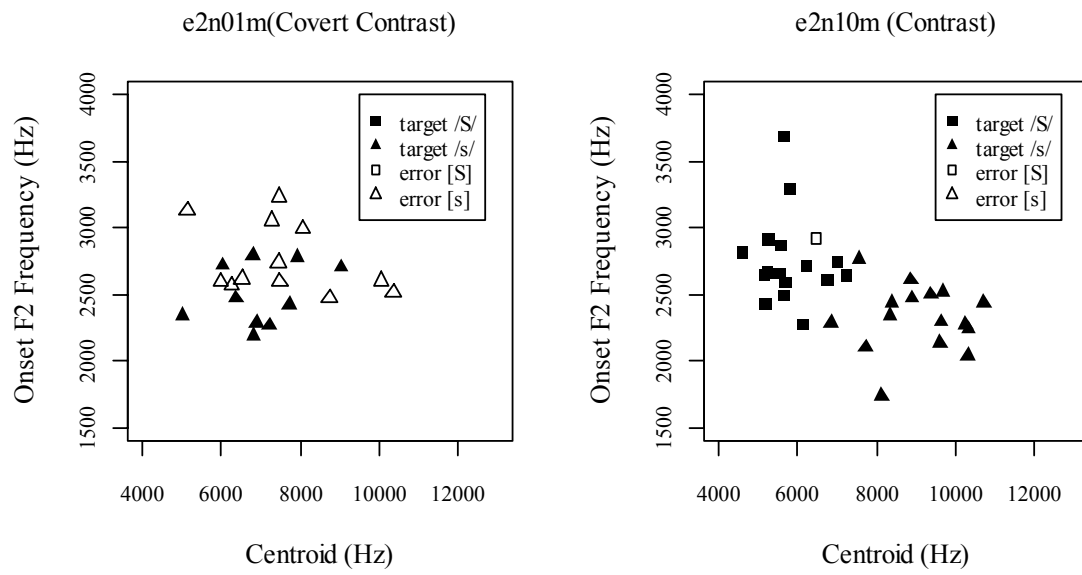 e2n01m(Covert Contrast)
Onset F2 Frequency (Hz)
4000
3500
3000
2500
2000
1500
target /S/
target /s/
error [S]
error [s]
4000 6000 8000 10000 12000
Centroid (Hz)
e2n10m (Contrast)
Onset F2 Frequency (Hz)
4000
3500
3000
2500
2000
1500
target /S/
target /s/
error [S]
error [s]
4000 6000 8000 10000 12000
Centroid (Hz)